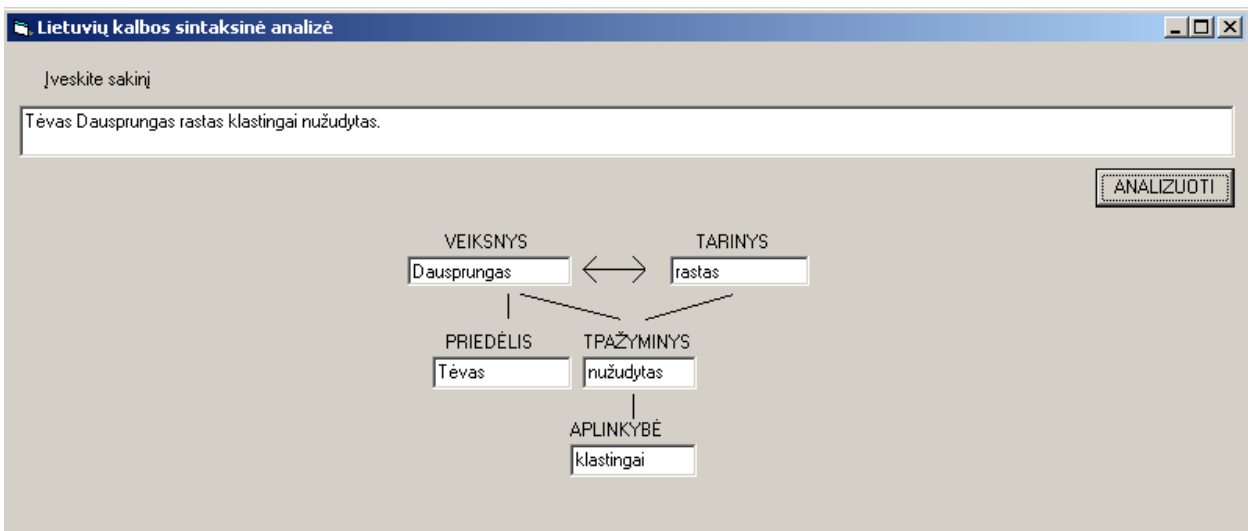 Lietuvių kalbos sintaksinė analizė
Įveskite sakinį
Tėvas Dausprungas rastas klastingai nužudytas.
ANALIZUOTI
VEIKSNYS TARINYS
Dausprungas rastas
PRIEDĖLIS TPAŽYMINYS
Tėvas nužudytas
APLINKYBĖ
klastingai